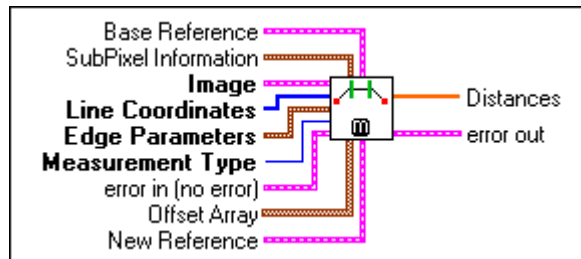 Base Reference
SubPixel Information
Image
Line Coordinates
Edge Parameters
Measurement Type
error in (no error)
Offset Array
New Reference
Distances
error out